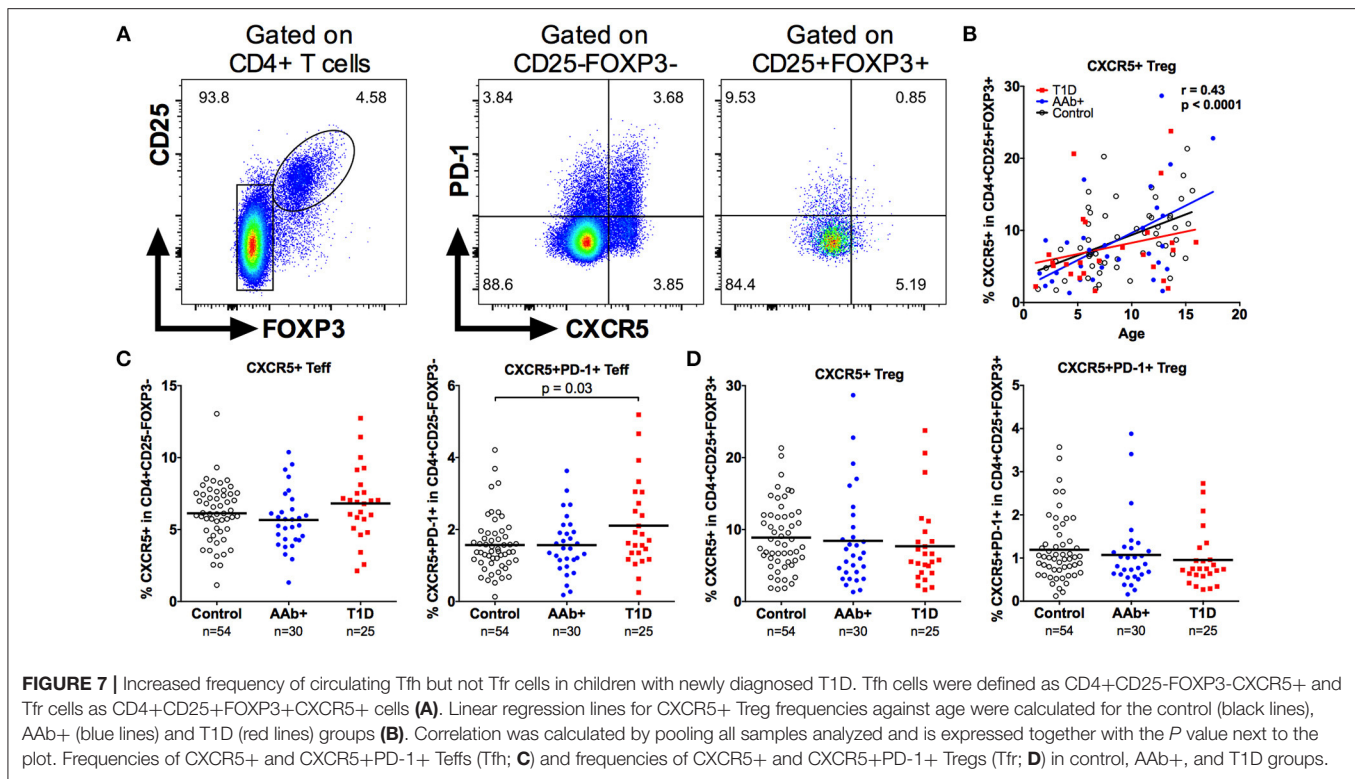 A
Gated on
CD4+ T cells
93.8 4.58
CD25
FOXP3
Gated on
CD25-FOXP3-
3.84 3.68
PD-1
88.6 3.85
CXCR5
Gated on
CD25+FOXP3+
9.53 0.85
84.4 5.19
B
CXCR5+ Treg
% CXCR5+ in CD4+CD25+FOXP3+
30
20
10
0
T1D
AAb+
Control
r = 0.43
p < 0.0001
0 5 10 15 20
Age
C
CXCR5+ Teff
% CXCR5+ in CD4+CD25-FOXP3-
15
10
5
0
Control AAb+ T1D
n=54 n=30 n=25
CXCR5+PD-1+ Teff
p = 0.03
% CXCR5+PD-1+ in CD4+CD25-FOXP3-
6
4
2
0
Control AAb+ T1D
n=54 n=30 n=25
D
CXCR5+ Treg
% CXCR5+ in CD4+CD25+FOXP3+
30
20
10
0
Control AAb+ T1D
n=54 n=30 n=25
CXCR5+PD-1+ Treg
% CXCR5+PD-1+ in CD4+CD25+FOXP3+
5
4
3
2
1
0
Control AAb+ T1D
n=54 n=30 n=25
FIGURE 7 | Increased frequency of circulating Tfh but not Tfr cells in children with newly diagnosed T1D. Tfh cells were defined as CD4+CD25-FOXP3-CXCR5+ and
Tfr cells as CD4+CD25+FOXP3+CXCR5+ cells (A). Linear regression lines for CXCR5+ Treg frequencies against age were calculated for the control (black lines),
AAb+ (blue lines) and T1D (red lines) groups (B). Correlation was calculated by pooling all samples analyzed and is expressed together with the P value next to the
plot. Frequencies of CXCR5+ and CXCR5+PD-1+ Teffs (Tfh; C) and frequencies of CXCR5+ and CXCR5+PD-1+ Tregs (Tfr; D) in control, AAb+, and T1D groups.